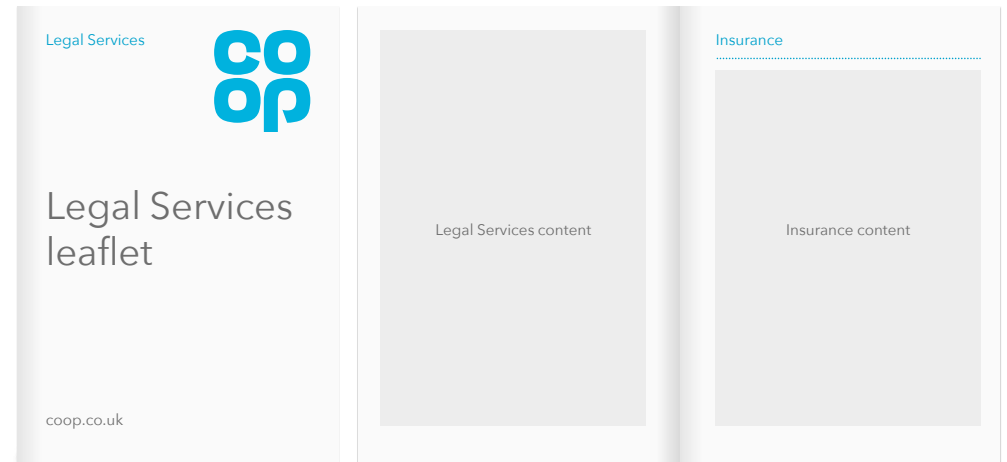 Legal Services
co
op
Legal Services
leaflet
coop.co.uk
Legal Services content
Insurance
Insurance content